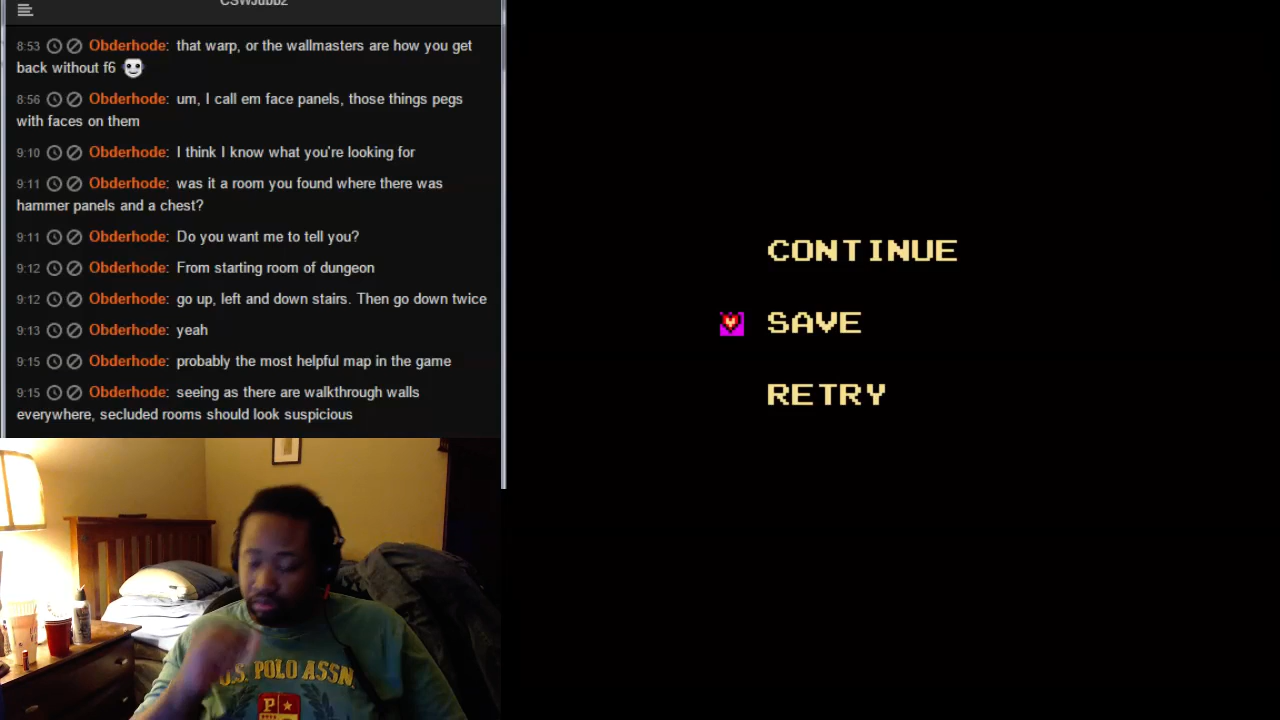 CSWJubb2
8:53 Obderhode: that warp, or the wallmasters are how you get
back without f6
8:56 Obderhode: um, I call em face panels, those things pegs
with faces on them
9:10 Obderhode: I think I know what you're looking for
9:11 Obderhode: was it a room you found where there was
hammer panels and a chest?
9:11 Obderhode: Do you want me to tell you?
9:12 Obderhode: From starting room of dungeon
9:12 Obderhode: go up, left and down stairs. Then go down twice
9:13 Obderhode: yeah
9:15 Obderhode: probably the most helpful map in the game
9:15 Obderhode: seeing as there are walkthrough walls
everywhere, secluded rooms should look suspicious
CONTINUE
SAVE
RETRY
U.S. POLO ASSN.
P